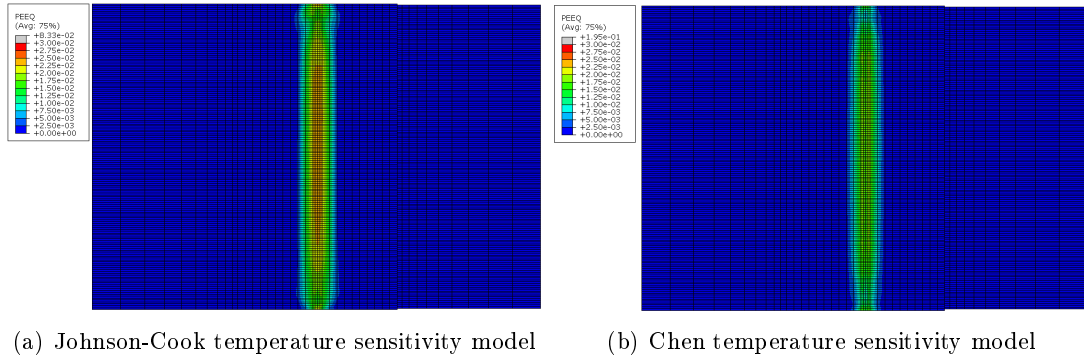 PEEQ
(Avg: 75%)
+8.33e-02
+3.00e-02
+2.75e-02
+2.50e-02
+2.25e-02
+2.00e-02
+1.75e-02
+1.50e-02
+1.25e-02
+1.00e-02
+7.50e-03
+5.00e-03
+2.50e-03
+0.00e+00
PEEQ
(Avg: 75%)
+1.95e-01
+3.00e-02
+2.75e-02
+2.50e-02
+2.25e-02
+2.00e-02
+1.75e-02
+1.50e-02
+1.25e-02
+1.00e-02
+7.50e-03
+5.00e-03
+2.50e-03
+0.00e+00
(a) Johnson-Cook temperature sensitivity model
(b) Chen temperature sensitivity model